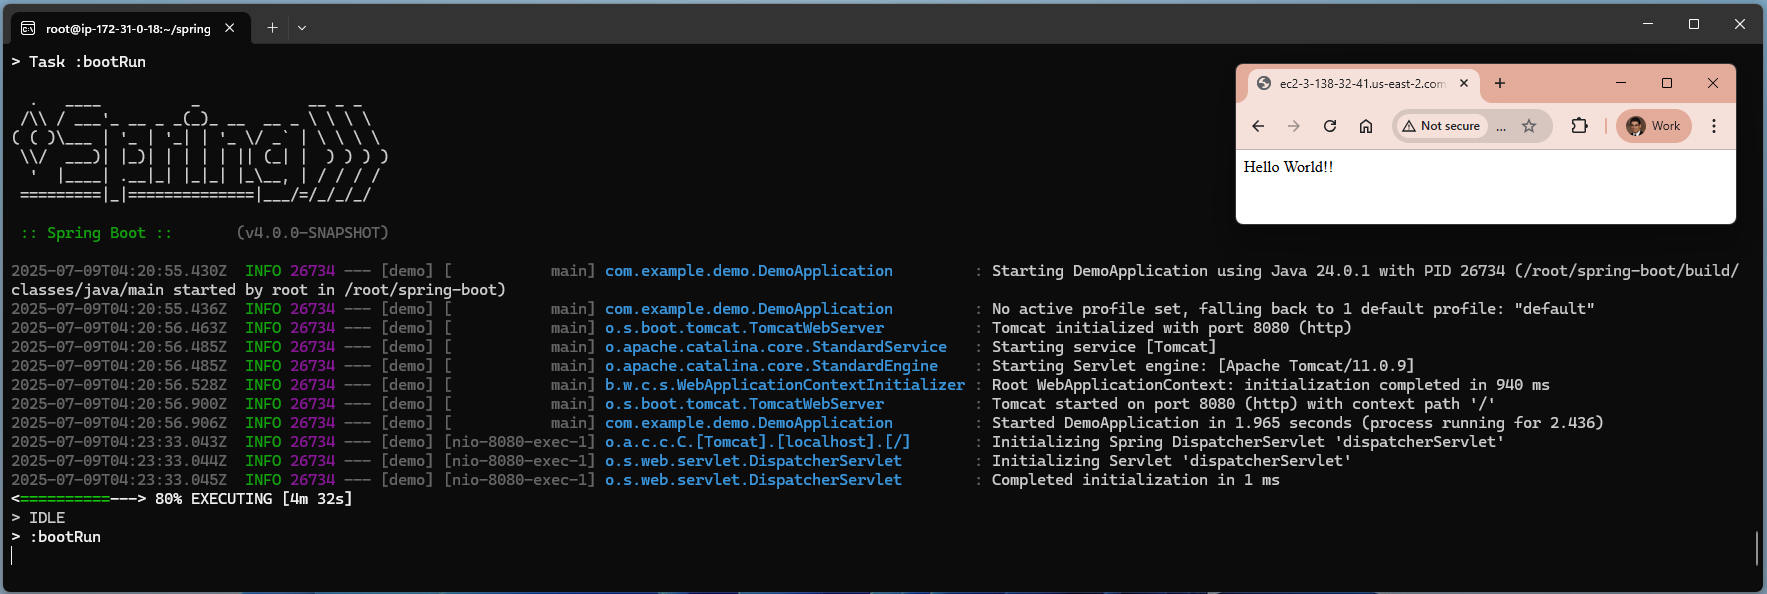 root@ip-172-31-0-18:~/spring
> Task :bootRun
  .   ____          _            __ _ _
 /\\ / ___'_ __ _ _(_)_ __  __ _ \ \ \ \
( ( )\___ | '_ | '_| | '_ \/ _` | \ \ \ \
 \\/  ___)| |_)| | | | | || (_| |  ) ) ) )
  '  |____| .__|_| |_|_| |_\__, | / / / /
 =========|_|==============|___/=/_/_/_/
 :: Spring Boot ::       (v4.0.0-SNAPSHOT)
2025-07-09T04:20:55.430Z  INFO 26734 --- [demo] [           main] com.example.demo.DemoApplication         : Starting DemoApplication using Java 24.0.1 with PID 26734 (/root/spring-boot/build/
classes/java/main started by root in /root/spring-boot)
2025-07-09T04:20:55.436Z  INFO 26734 --- [demo] [           main] com.example.demo.DemoApplication         : No active profile set, falling back to 1 default profile: "default"
2025-07-09T04:20:56.463Z  INFO 26734 --- [demo] [           main] o.s.boot.tomcat.TomcatWebServer          : Tomcat initialized with port 8080 (http)
2025-07-09T04:20:56.485Z  INFO 26734 --- [demo] [           main] o.apache.catalina.core.StandardService   : Starting service [Tomcat]
2025-07-09T04:20:56.485Z  INFO 26734 --- [demo] [           main] o.apache.catalina.core.StandardEngine    : Starting Servlet engine: [Apache Tomcat/11.0.9]
2025-07-09T04:20:56.528Z  INFO 26734 --- [demo] [           main] b.w.c.s.WebApplicationContextInitializer : Root WebApplicationContext: initialization completed in 940 ms
2025-07-09T04:20:56.900Z  INFO 26734 --- [demo] [           main] o.s.boot.tomcat.TomcatWebServer          : Tomcat started on port 8080 (http) with context path '/'
2025-07-09T04:20:56.906Z  INFO 26734 --- [demo] [           main] com.example.demo.DemoApplication         : Started DemoApplication in 1.965 seconds (process running for 2.436)
2025-07-09T04:23:33.043Z  INFO 26734 --- [demo] [nio-8080-exec-1] o.a.c.c.C.[Tomcat].[localhost].[/]       : Initializing Spring DispatcherServlet 'dispatcherServlet'
2025-07-09T04:23:33.044Z  INFO 26734 --- [demo] [nio-8080-exec-1] o.s.web.servlet.DispatcherServlet        : Initializing Servlet 'dispatcherServlet'
2025-07-09T04:23:33.045Z  INFO 26734 --- [demo] [nio-8080-exec-1] o.s.web.servlet.DispatcherServlet        : Completed initialization in 1 ms
<==========---> 80% EXECUTING [4m 32s]
> IDLE
> :bootRun
ec2-3-138-32-41.us-east-2.com
Not secure ... Work
Hello World!!